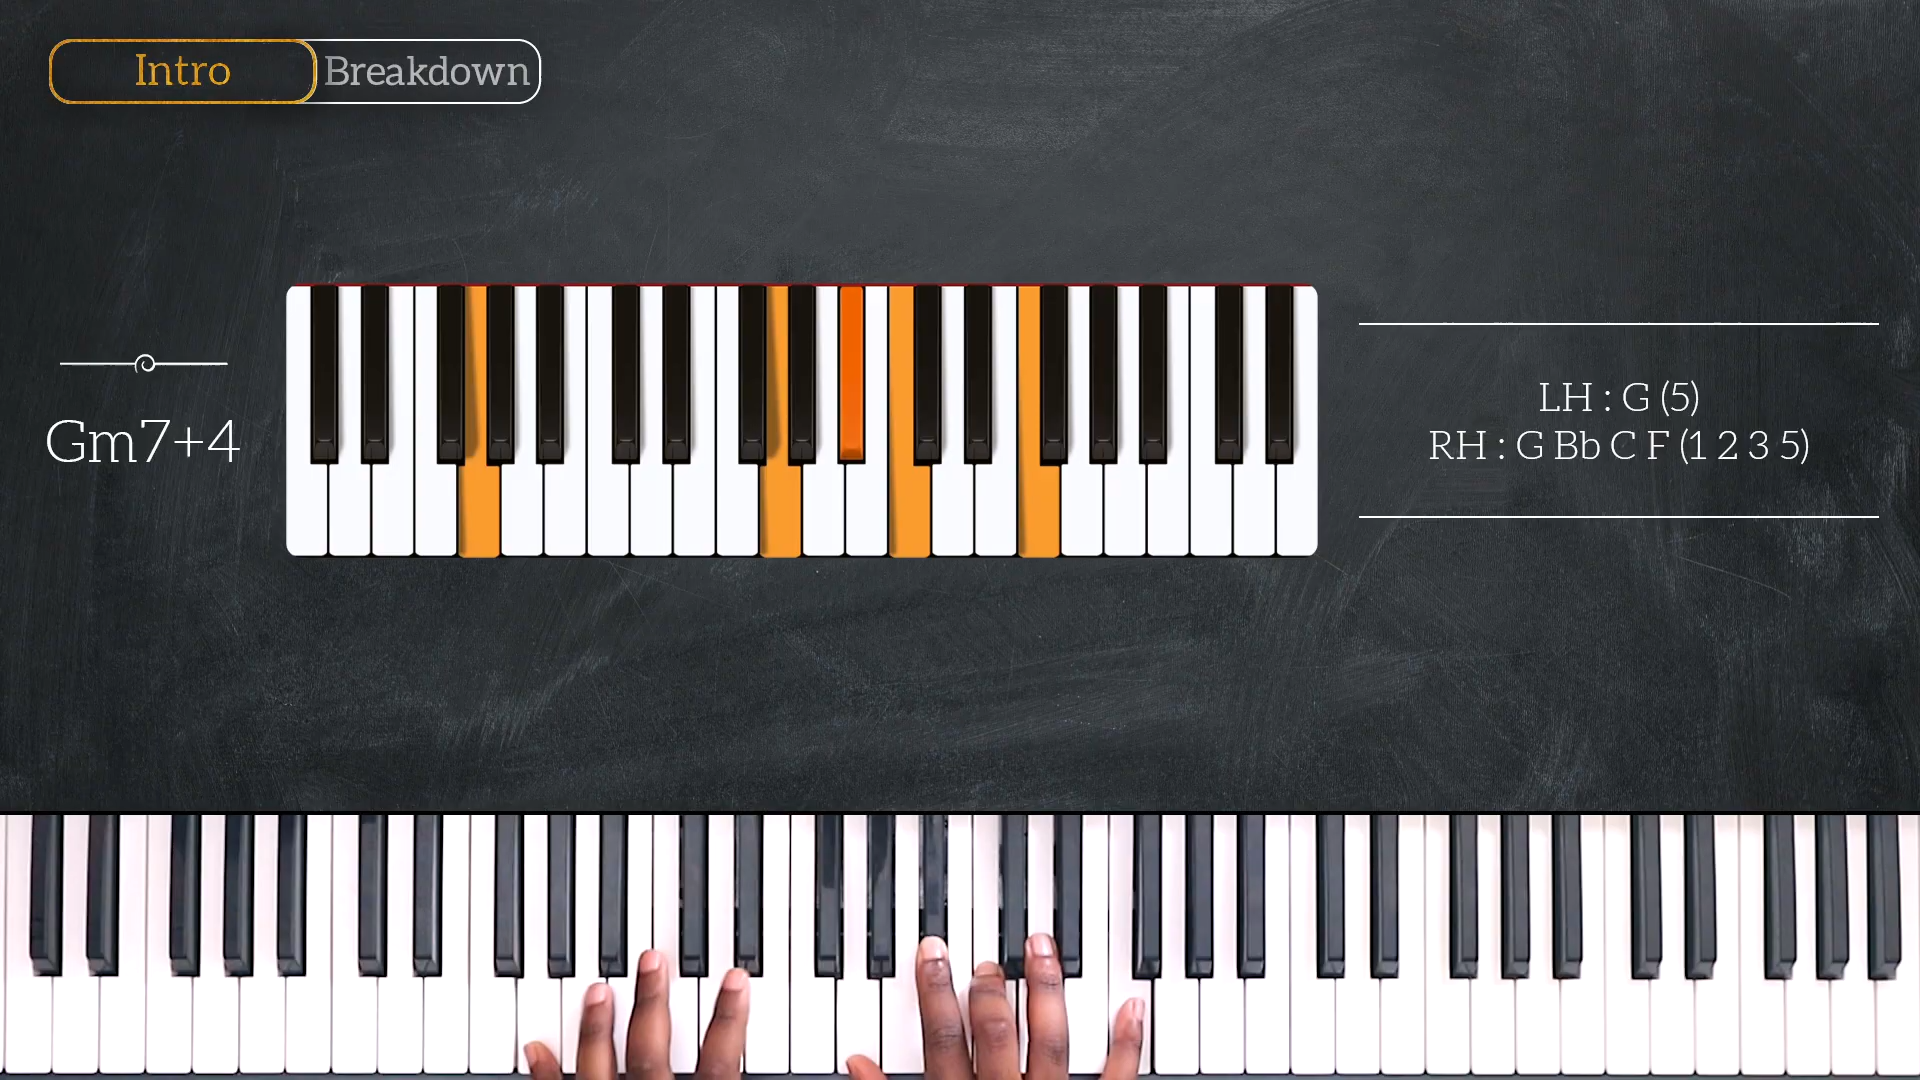 Intro
Breakdown
Gm7+4
LH : G (5)
RH : G Bb C F (1 2 3 5)